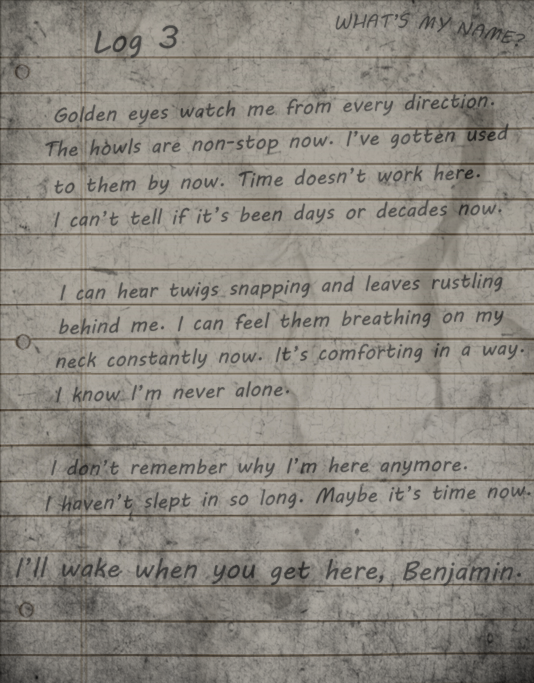 WHAT'S MY NAME?
Log 3
Golden eyes watch me from every direction.
The howls are non-stop now. I've gotten used
to them by now. Time doesn't work here.
I can't tell if it's been days or decades now.
I can hear twigs snapping and leaves rustling
behind me. I can feel them breathing on my
neck constantly now. It's comforting in a way.
I know I'm never alone.
I don't remember why I'm here anymore.
I haven't slept in so long. Maybe it's time now.
I'll wake when you get here, Benjamin.